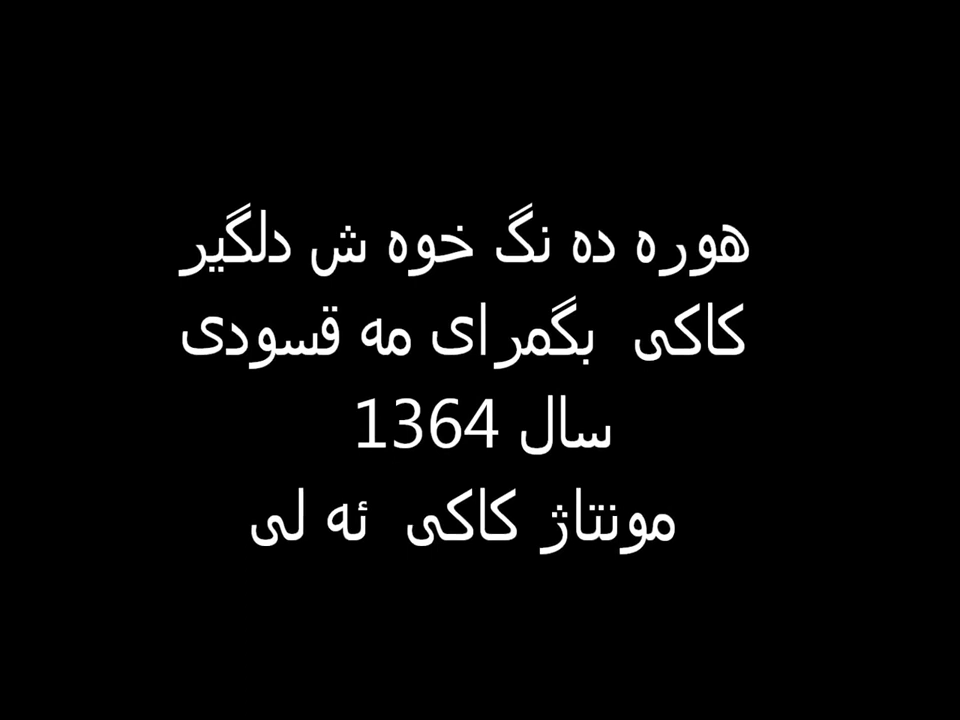 هوره ده نگ خوه ش دلگیر
کاکی بگمرای مه قسودی
سال 1364
مونتاژ کاکی ئه لی